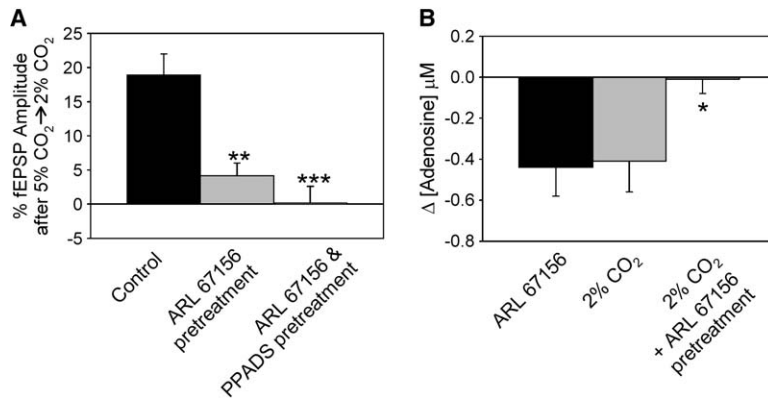 A
% fEPSP Amplitude
after 5% CO₂→2% CO₂
25
20
15
10
5
0
-5
**
***
Control
ARL 67156
pretreatment
ARL 67156 &
PPADS pretreatment
B
Δ [Adenosine] μM
0.0
-0.2
-0.4
-0.6
-0.8
*
ARL 67156
2% CO₂
2% CO₂
+ ARL 67156
pretreatment